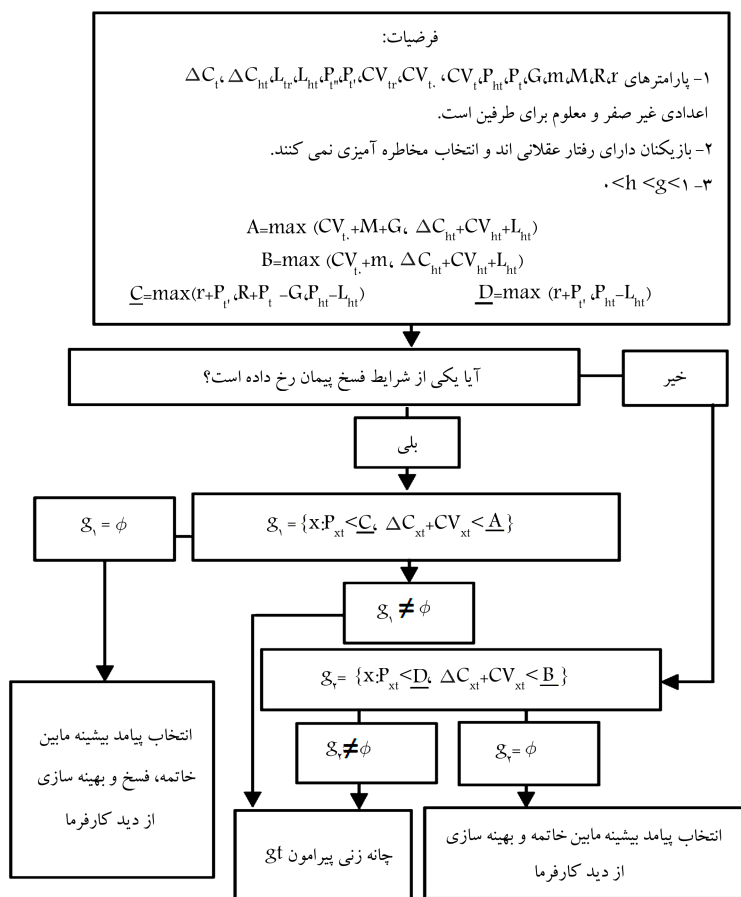 فرضیات:
۱- پارامترهای ΔC_t، ΔC_ht، L_tr، L_ht، P_t''، P_t'، CV_tr، CV_t.، CV_t، P_ht، P_t، G، m، M، R، r
اعدادی غیر صفر و معلوم برای طرفین است.
۲- بازیکنان دارای رفتار عقلانی اند و انتخاب مخاطره آمیزی نمی کنند.
۳- ۰<h <g<۱
A=max (CV_t.+M+G، ΔC_ht+CV_ht+L_ht)
B=max (CV_t.+m، ΔC_ht+CV_ht+L_ht)
C=max(r+P_t'، R+P_t -G، P_ht-L_ht) D=max (r+P_t'، P_ht-L_ht)
آیا یکی از شرایط فسخ پیمان رخ داده است؟
خیر
بلی
g_۱ = {x:P_xt<C، ΔC_xt+CV_xt<A}
g_۱ = ϕ
g_۱ ≠ ϕ
g_۲= {x:P_xt<D، ΔC_xt+CV_xt<B}
g_۲≠ϕ
g_۲= ϕ
انتخاب پیامد بیشینه مابین
خاتمه، فسخ و بهینه سازی
از دید کارفرما
چانه زنی پیرامون gt
انتخاب پیامد بیشینه مابین خاتمه و بهینه سازی
از دید کارفرما